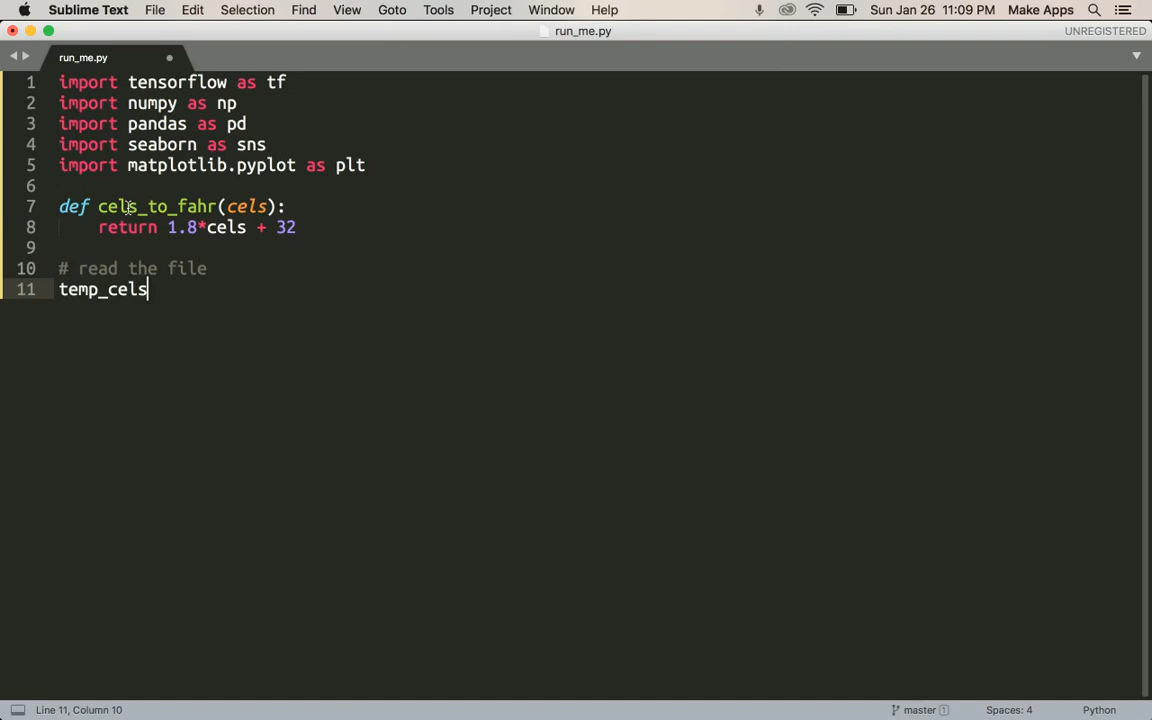 Sublime Text File Edit Selection Find View Goto Tools Project Window Help Sun Jan 26 11:09 PM Make Apps
run_me.py UNREGISTERED
run_me.py
1 import tensorflow as tf
2 import numpy as np
3 import pandas as pd
4 import seaborn as sns
5 import matplotlib.pyplot as plt
6
7 def cels_to_fahr(cels):
8 return 1.8*cels + 32
9
10 # read the file
11 temp_cels
Line 11, Column 10 master 1 Spaces: 4 Python